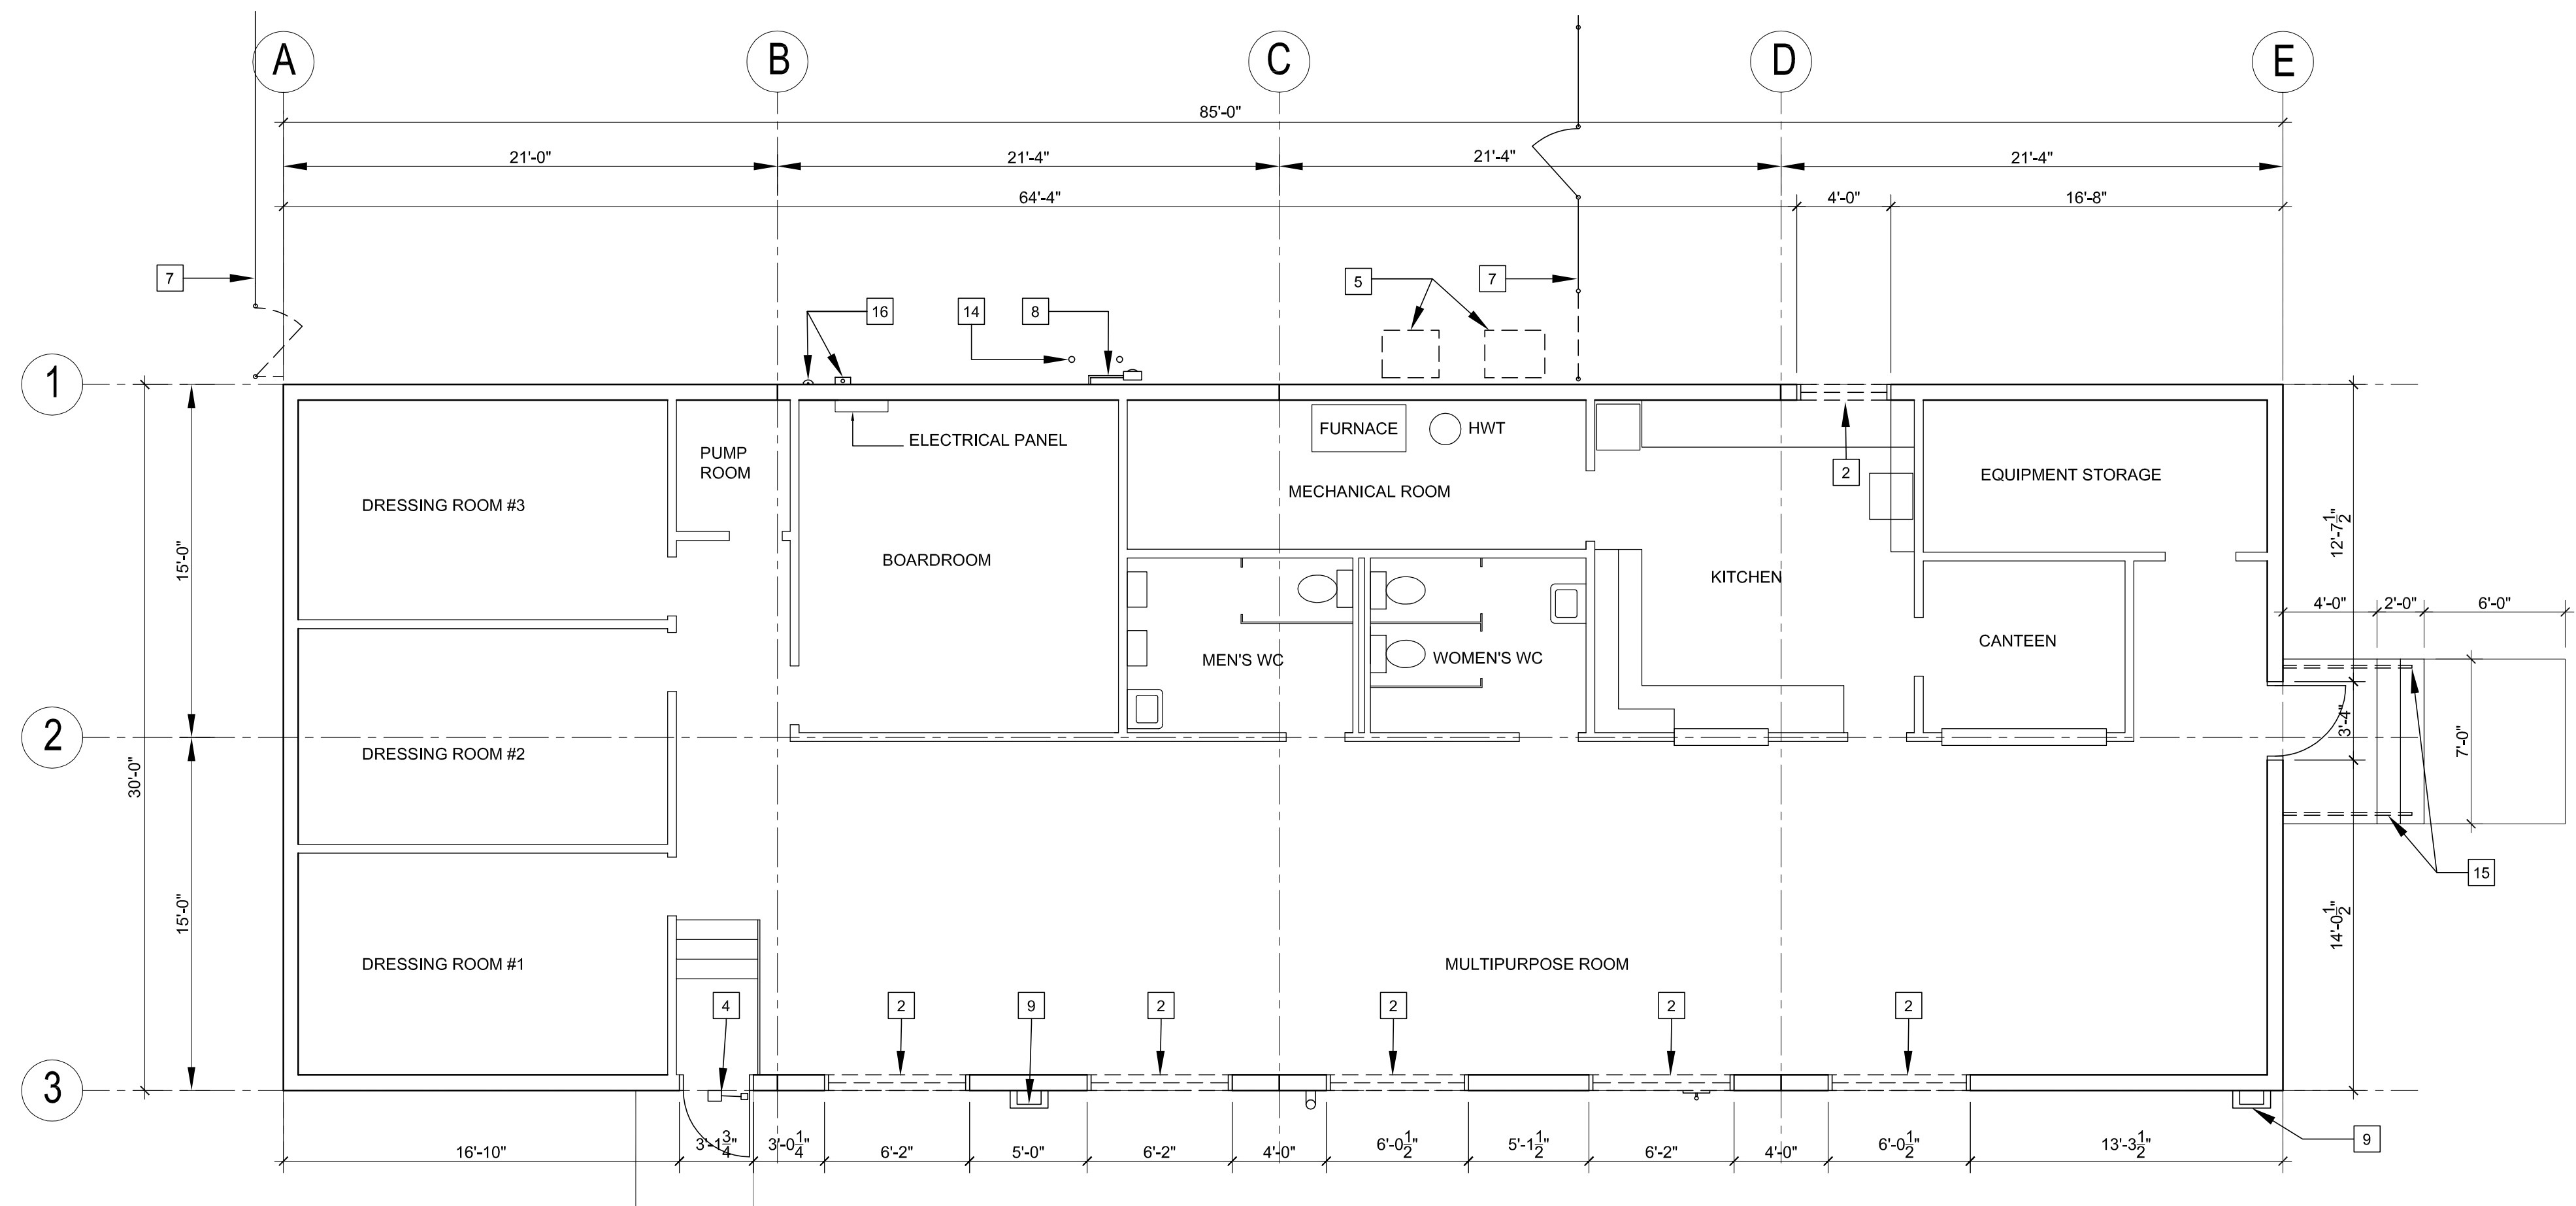 A B C D E
85'-0"
21'-0" 21'-4" 21'-4" 21'-4"
64'-4" 4'-0" 16'-8"
7 5 7
16 14 8
1
FURNACE HWT
ELECTRICAL PANEL
PUMP
ROOM
2
EQUIPMENT STORAGE
MECHANICAL ROOM
DRESSING ROOM #3
12'-7 1/2"
15'-0"
BOARDROOM
KITCHEN
4'-0" 2'-0" 6'-0"
CANTEEN
MEN'S WC WOMEN'S WC
2
3'-4"
7'-0"
30'-0"
DRESSING ROOM #2
15
15'-0"
14'-0 1/2"
DRESSING ROOM #1
MULTIPURPOSE ROOM
4 2 9 2 2 2 2
3
9
16'-10" 3'-1 3/4" 3'-0 1/4" 6'-2" 5'-0" 6'-2" 4'-0" 6'-0 1/2" 5'-1 1/2" 6'-2" 4'-0" 6'-0 1/2" 13'-3 1/2"